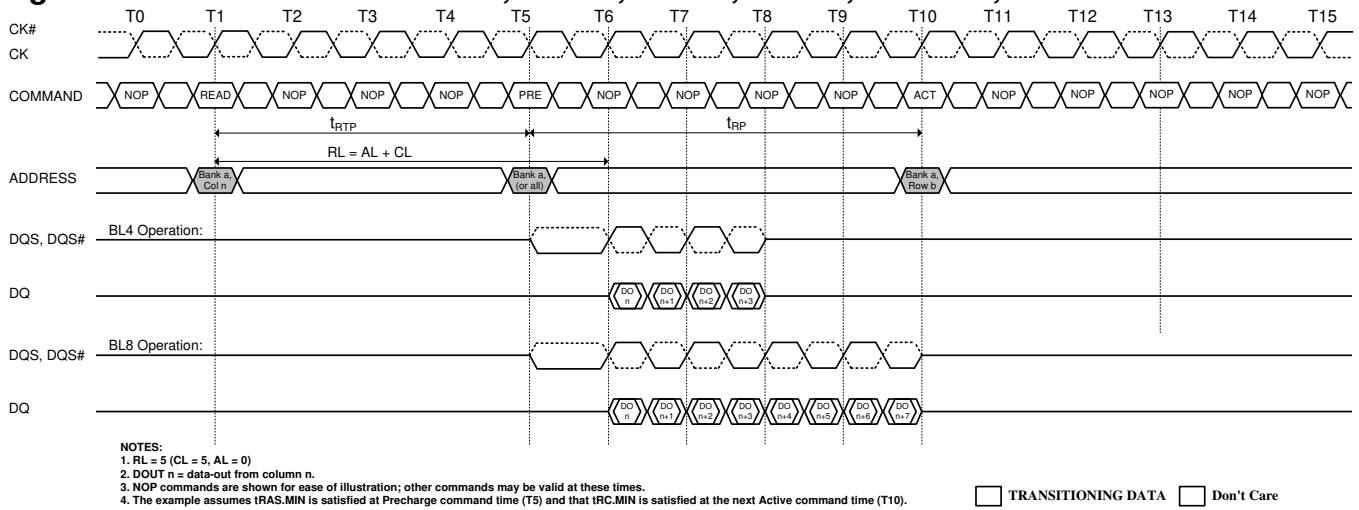 T0 T1 T2 T3 T4 T5 T6 T7 T8 T9 T10 T11 T12 T13 T14 T15
CK#
CK
COMMAND NOP READ NOP NOP NOP PRE NOP NOP NOP NOP ACT NOP NOP NOP NOP NOP
tRTP tRP
RL = AL + CL
ADDRESS
Bank a,
Col n
Bank a,
(or all)
Bank a,
Row b
BL4 Operation:
DQS, DQS#
DQ
DO
n
DO
n+1
DO
n+2
DO
n+3
BL8 Operation:
DQS, DQS#
DQ
DO
n
DO
n+1
DO
n+2
DO
n+3
DO
n+4
DO
n+5
DO
n+6
DO
n+7
NOTES:
1. RL = 5 (CL = 5, AL = 0)
2. DOUT n = data-out from column n.
3. NOP commands are shown for ease of illustration; other commands may be valid at these times.
4. The example assumes tRAS.MIN is satisfied at Precharge command time (T5) and that tRC.MIN is satisfied at the next Active command time (T10).
TRANSITIONING DATA Don't Care